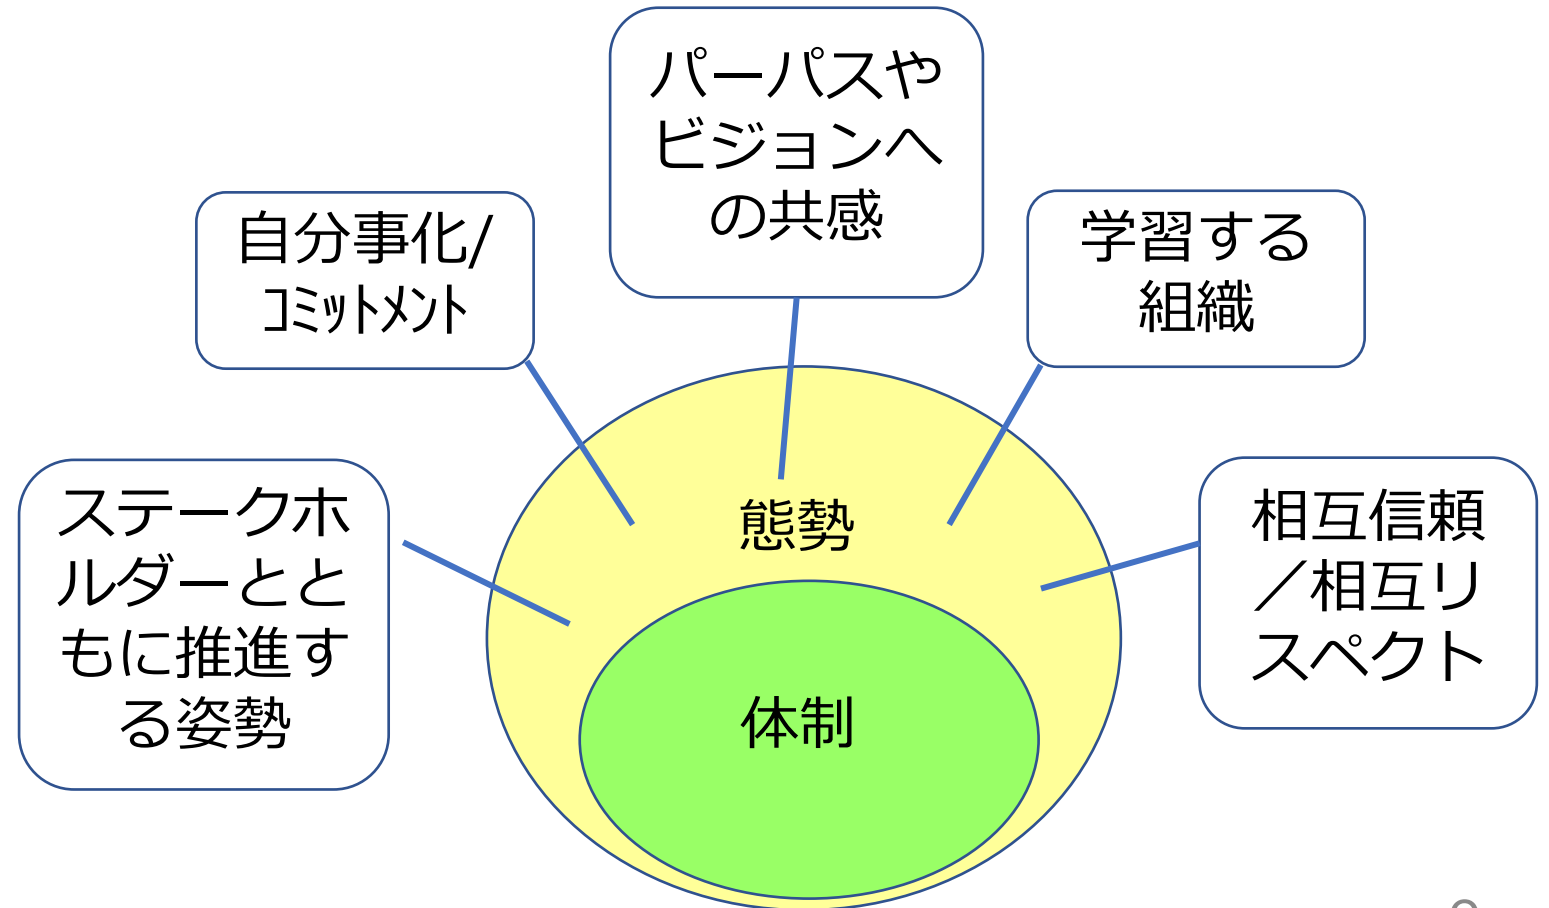 パーパスや
ビジョンへ
の共感
自分事化/
ｺﾐｯﾄﾒﾝﾄ
学習する
組織
ステークホ
ルダーとと
もに推進す
る姿勢
態勢
相互信頼
／相互リ
スペクト
体制